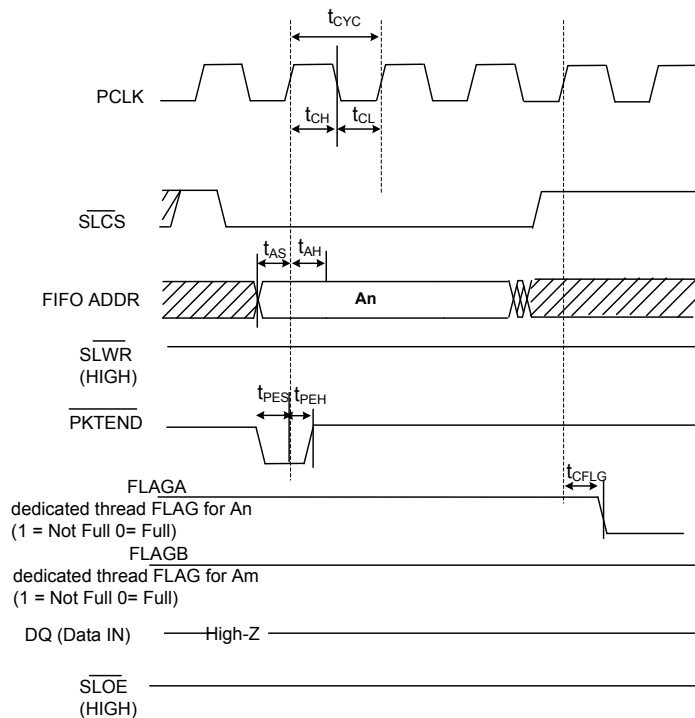 tCYC
PCLK
tCH
tCL
SLCS
tAS
tAH
FIFO ADDR
An
SLWR
(HIGH)
tPES
tPEH
PKTEND
tCFLG
FLAGA
dedicated thread FLAG for An
(1 = Not Full 0= Full)
FLAGB
dedicated thread FLAG for Am
(1 = Not Full 0= Full)
DQ (Data IN)
High-Z
SLOE
(HIGH)